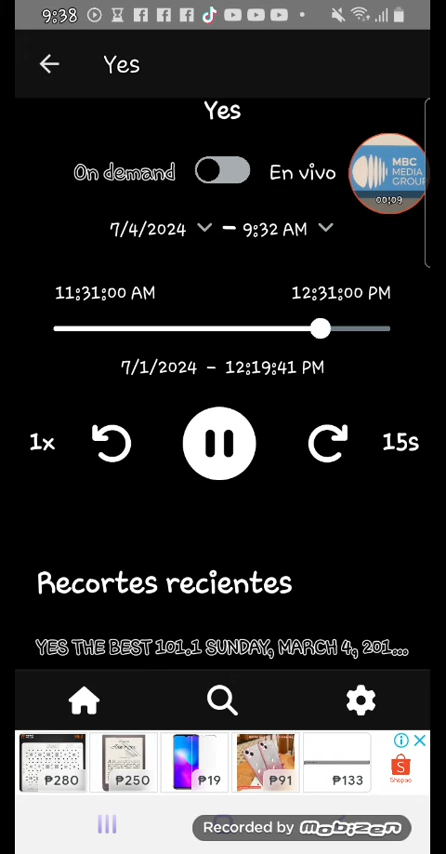 9:38
Yes
Yes
On demand En vivo
MBC
MEDIA
GROUP
00:09
7/4/2024 – 9:32 AM
11:31:00 AM 12:31:00 PM
7/1/2024 – 12:19:41 PM
1x 15s
Recortes recientes
YES THE BEST 101.1 SUNDAY, MARCH 4, 201...
₱280 ₱250 ₱19 ₱91 ₱133 Shopee
Recorded by Mobizen